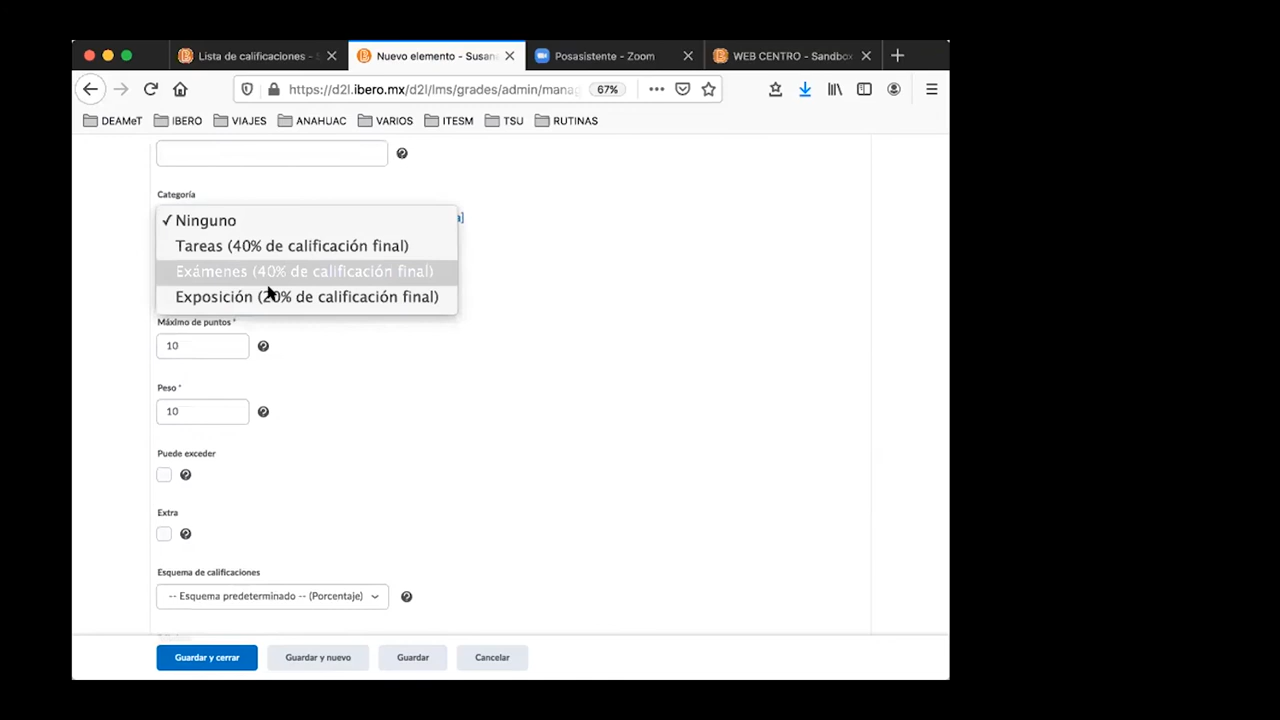 Lista de calificaciones -
Nuevo elemento - Susan
Posasistente - Zoom
WEB CENTRO - Sandbox
https://d2l.ibero.mx/d2l/lms/grades/admin/manag
67%
DEAMeT
IBERO
VIAJES
ANAHUAC
VARIOS
ITESM
TSU
RUTINAS
Categoría
✓ Ninguno
Tareas (40% de calificación final)
Exámenes (40% de calificación final)
Exposición (20% de calificación final)
Máximo de puntos *
10
Peso *
10
Puede exceder
Extra
Esquema de calificaciones
-- Esquema predeterminado -- (Porcentaje)
Guardar y cerrar
Guardar y nuevo
Guardar
Cancelar